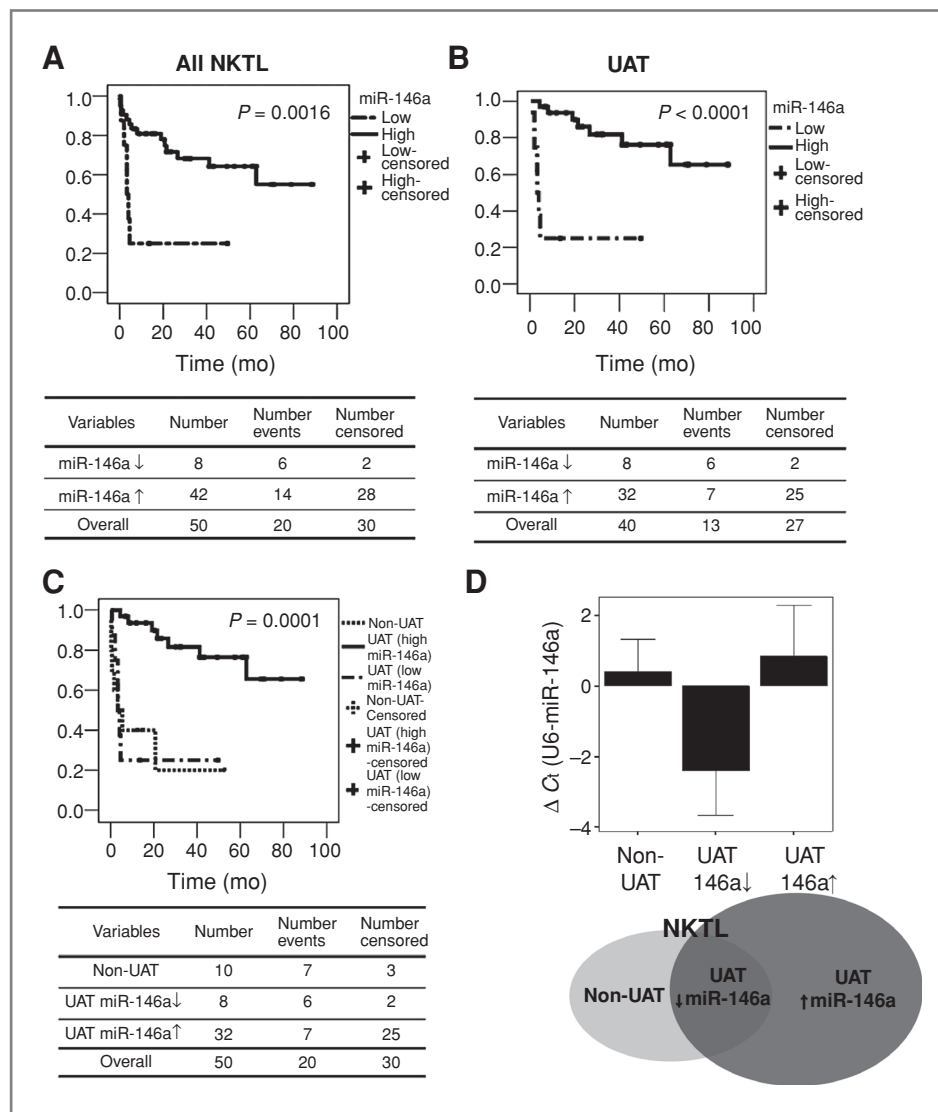 A
All NKTL
P = 0.0016
1.0
0.8
0.6
0.4
0.2
0.0
0 20 40 60 80 100
Time (mo)
miR-146a
Low
High
Low-
censored
High-
censored
Variables Number Number events Number censored
miR-146a ↓ 8 6 2
miR-146a ↑ 42 14 28
Overall 50 20 30
B
UAT
P < 0.0001
1.0
0.8
0.6
0.4
0.2
0.0
0 20 40 60 80 100
Time (mo)
miR-146a
Low
High
Low-
censored
High-
censored
Variables Number Number events Number censored
miR-146a ↓ 8 6 2
miR-146a ↑ 32 7 25
Overall 40 13 27
C
P = 0.0001
1.0
0.8
0.6
0.4
0.2
0.0
0 20 40 60 80 100
Time (mo)
Non-UAT
UAT (high
miR-146a)
UAT (low
miR-146a)
Non-UAT-
Censored
UAT (high
miR-146a)
-censored
UAT (low
miR-146a)
-censored
Variables Number Number events Number censored
Non-UAT 10 7 3
UAT miR-146a↓ 8 6 2
UAT miR-146a↑ 32 7 25
Overall 50 20 30
D
Δ Ct (U6-miR-146a)
2
0
−2
−4
Non-
UAT
UAT
146a↓
UAT
146a↑
NKTL
Non-UAT
UAT
↓miR-146a
UAT
↑miR-146a